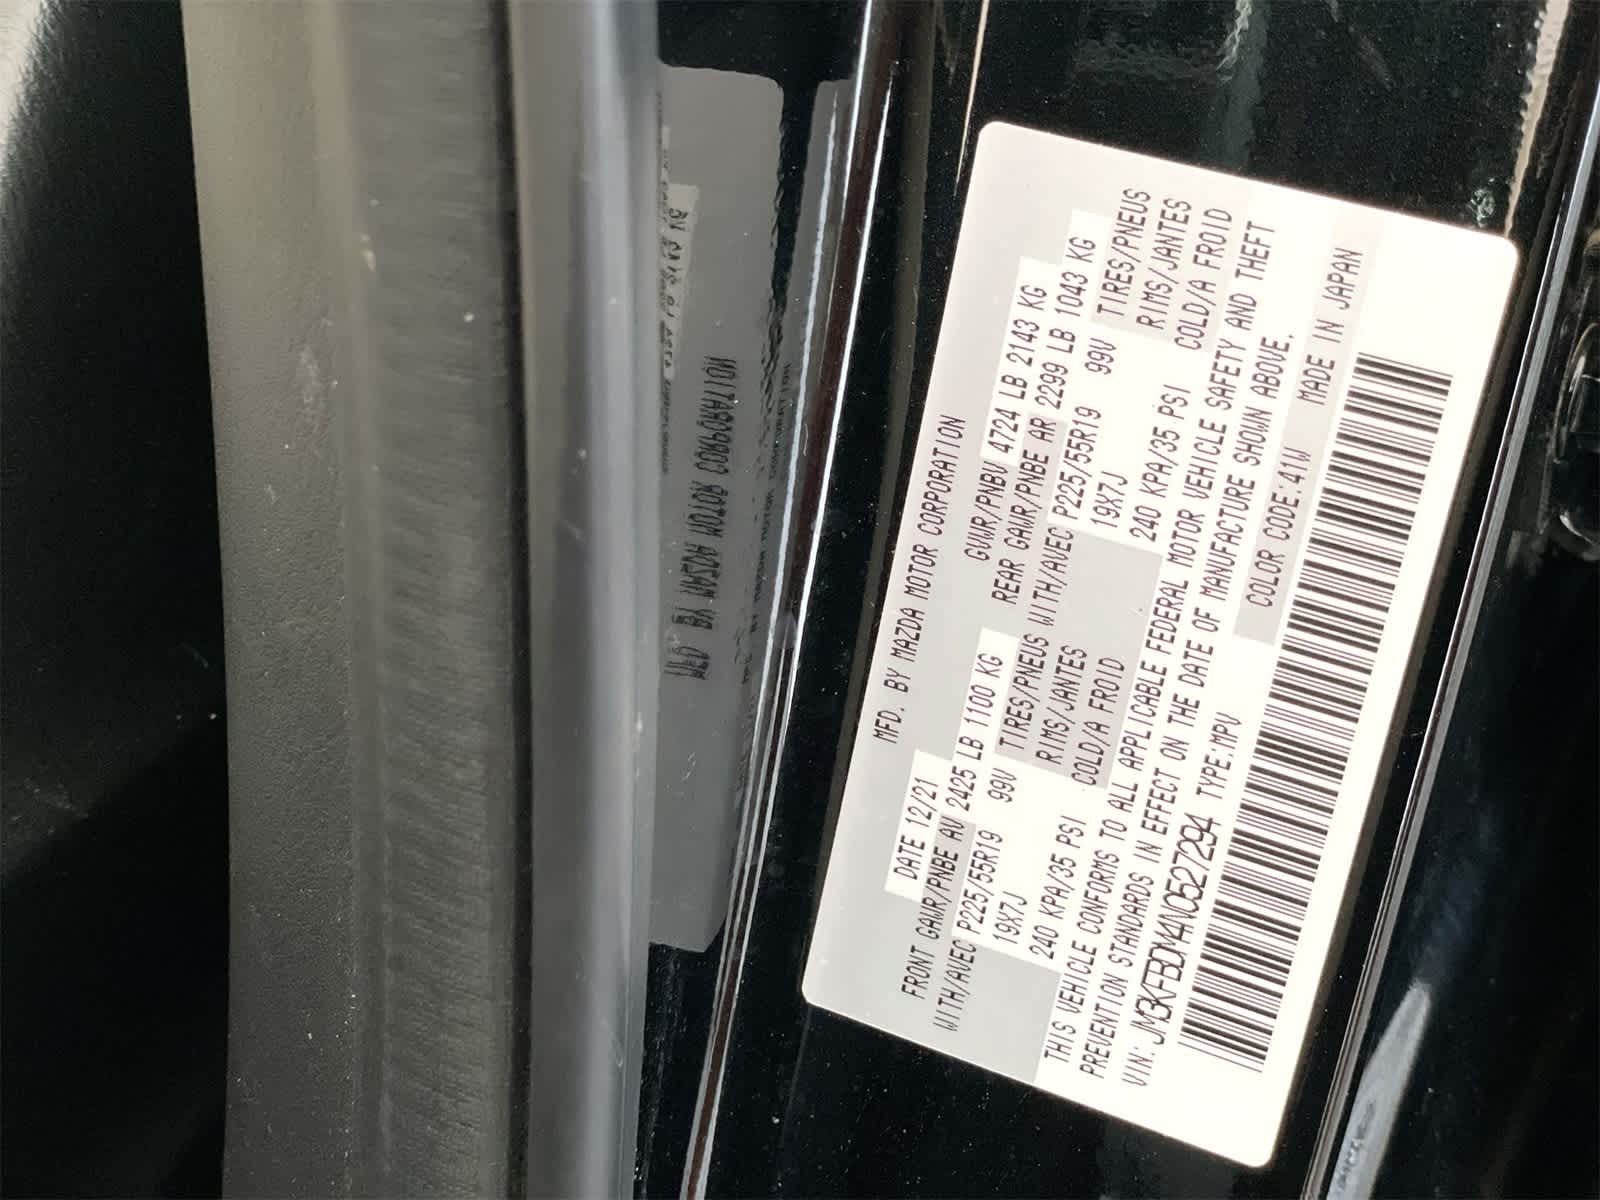 MFD. BY MAZDA MOTOR CORPORATION
DATE 12/21 GVWR/PNBV 4724 LB 2143 KG
FRONT GAWR/PNBE AV 2425 LB 1100 KG REAR GAWR/PNBE AR 2299 LB 1043 KG
WITH/AVEC P225/55R19 99V TIRES/PNEUS WITH/AVEC P225/55R19 99V TIRES/PNEUS
19X7J RIMS/JANTES 19X7J RIMS/JANTES
240 KPA/35 PSI COLD/A FROID 240 KPA/35 PSI COLD/A FROID
THIS VEHICLE CONFORMS TO ALL APPLICABLE FEDERAL MOTOR VEHICLE SAFETY AND THEFT
PREVENTION STANDARDS IN EFFECT ON THE DATE OF MANUFACTURE SHOWN ABOVE.
VIN: JM3KFBDM4N0527294 TYPE:MPV COLOR CODE:41W MADE IN JAPAN